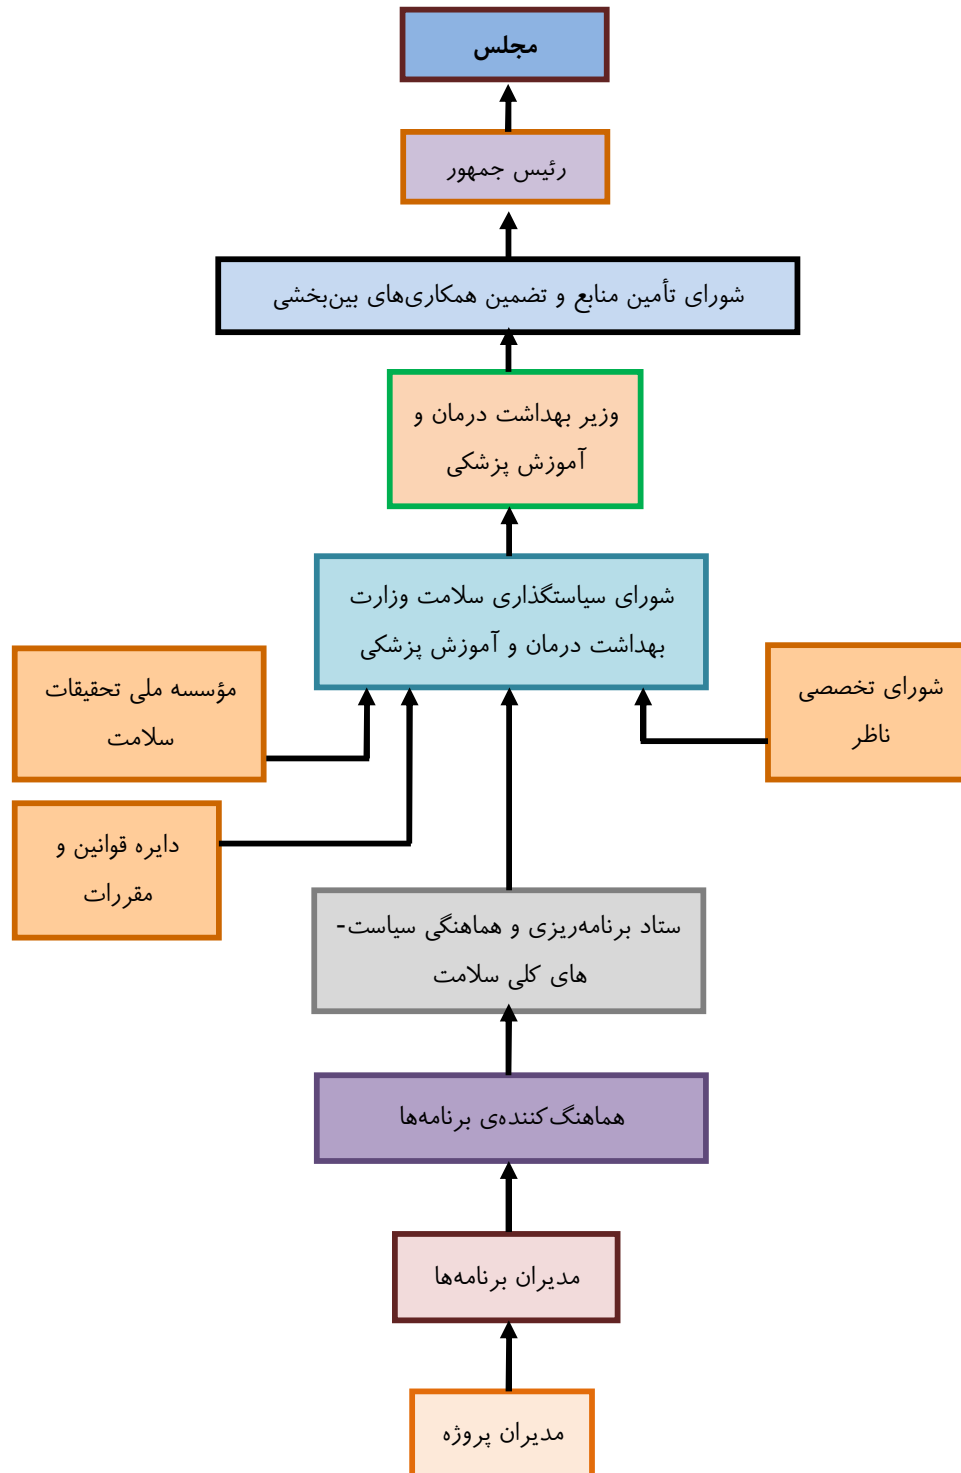 مجلس
رئیس جمهور
شورای تأمین منابع و تضمین همکاری‌های بین‌بخشی
وزیر بهداشت درمان و
آموزش پزشکی
شورای سیاستگذاری سلامت وزارت
بهداشت درمان و آموزش پزشکی
شورای تخصصی
ناظر
مؤسسه ملی تحقیقات
سلامت
دایره قوانین و
مقررات
ستاد برنامه‌ریزی و هماهنگی سیاست-
های کلی سلامت
هماهنگ‌کننده‌ی برنامه‌ها
مدیران برنامه‌ها
مدیران پروژه